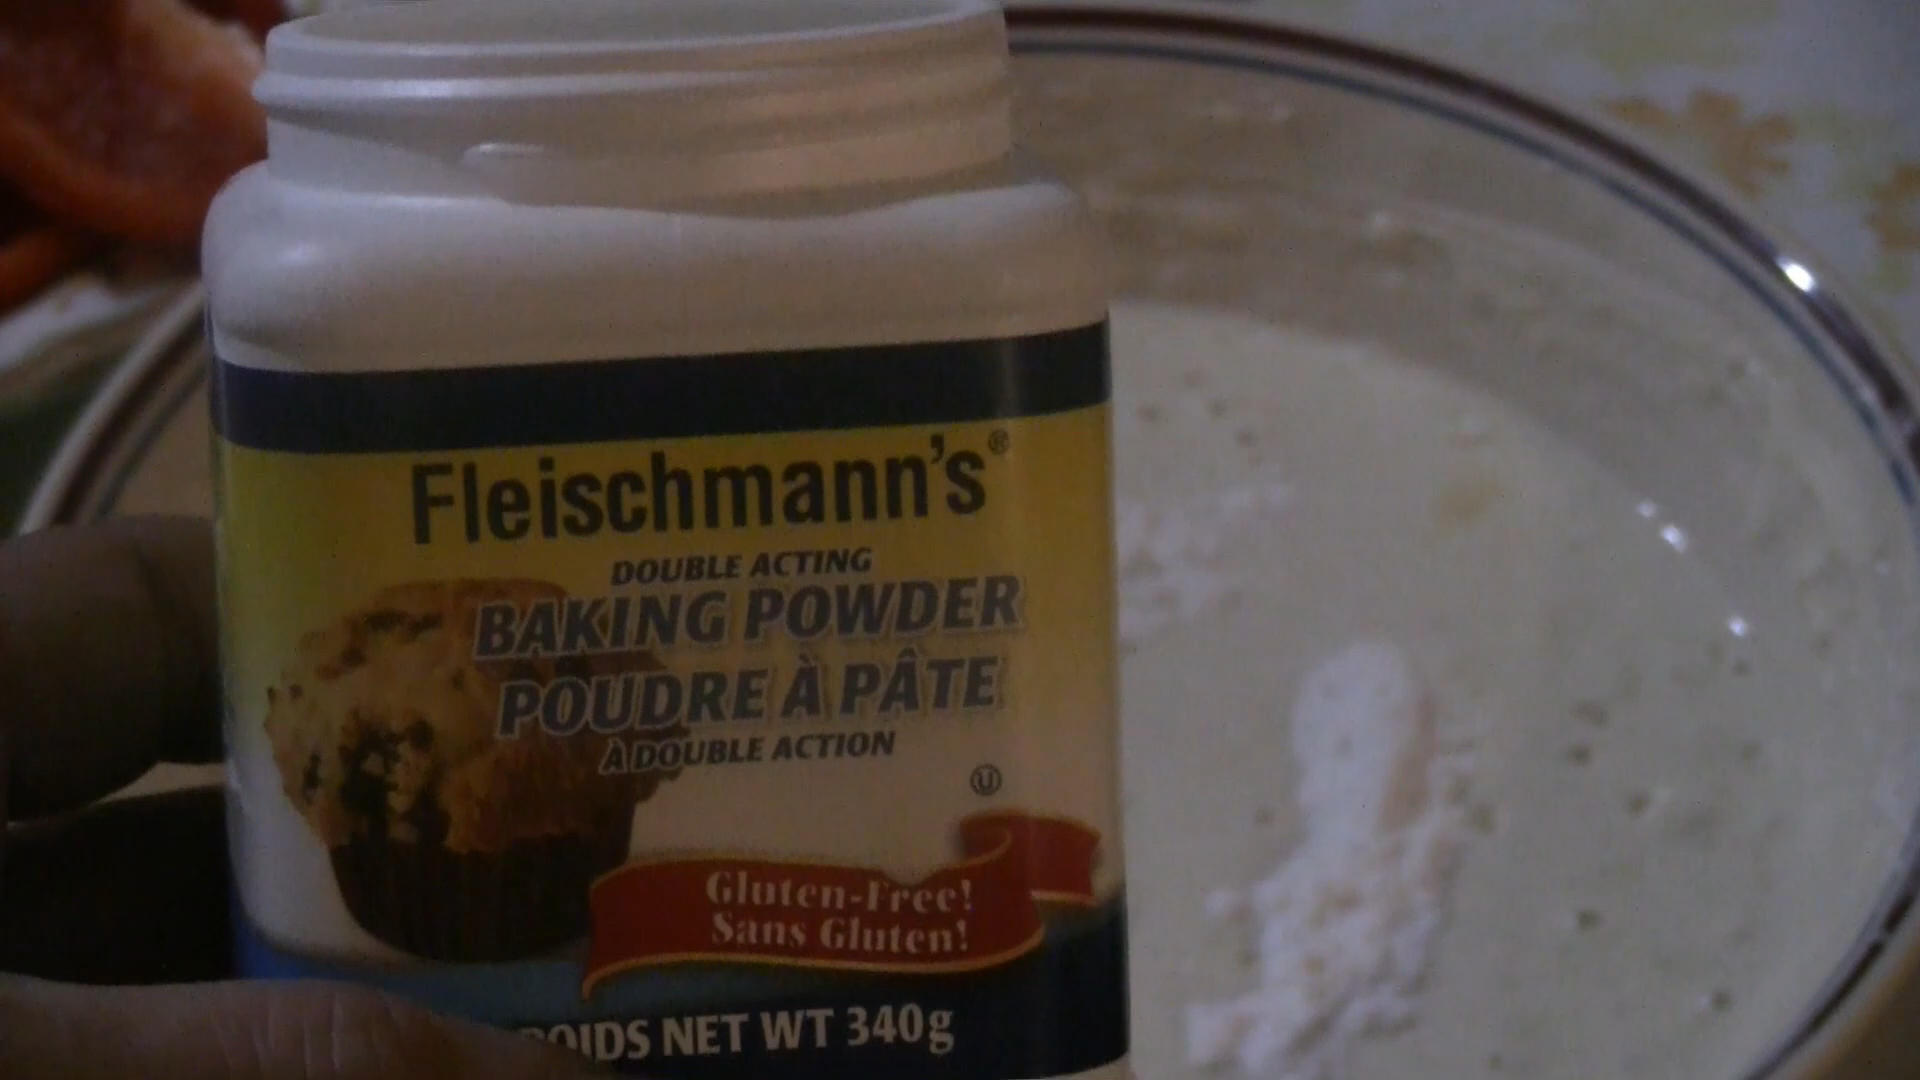 Fleischmann's®
DOUBLE ACTING
BAKING POWDER
POUDRE À PÂTE
À DOUBLE ACTION
U
Gluten-Free!
Sans Gluten!
POIDS NET WT 340g